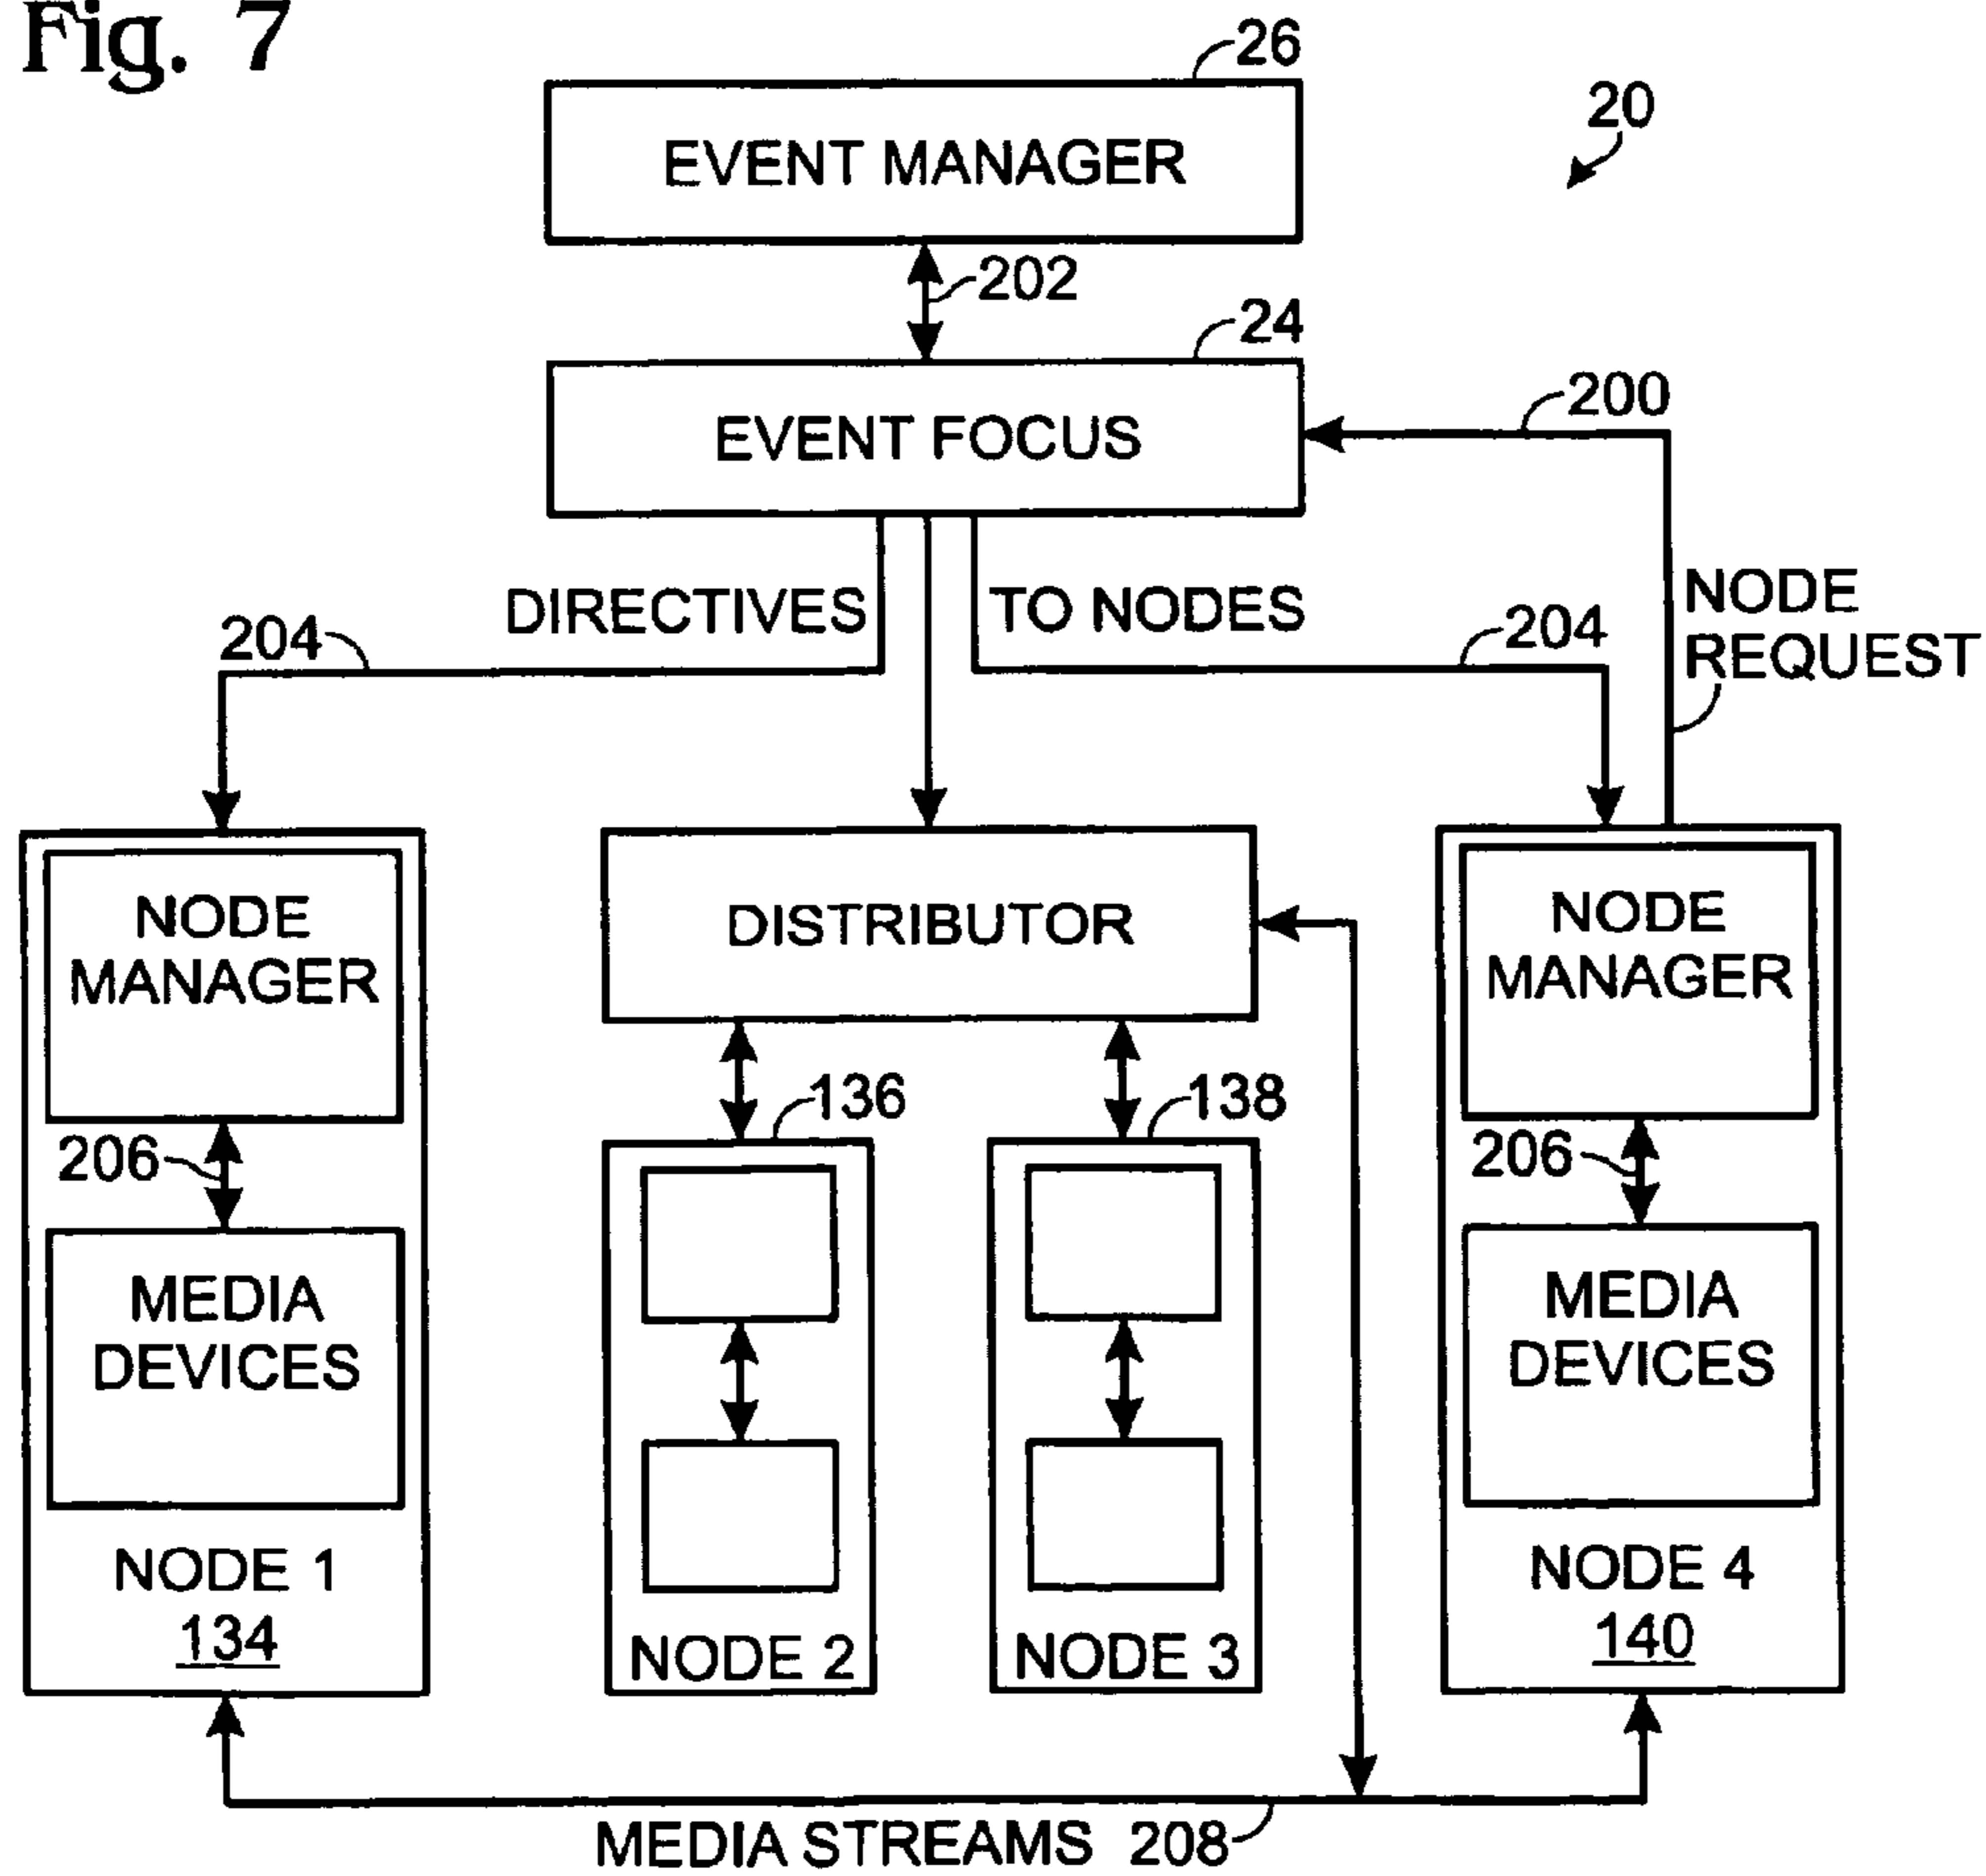 Fig. 7
26
EVENT MANAGER
20
202
24
EVENT FOCUS
200
DIRECTIVES
TO NODES
NODE
REQUEST
204
204
NODE
MANAGER
DISTRIBUTOR
NODE
MANAGER
136
138
206
206
MEDIA
DEVICES
MEDIA
DEVICES
NODE 1
134
NODE 2
NODE 3
NODE 4
140
MEDIA STREAMS 208